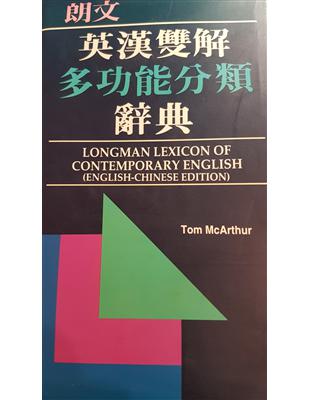 朗文
英漢雙解
多功能分類
辭典
LONGMAN LEXICON OF
CONTEMPORARY ENGLISH
(ENGLISH-CHINESE EDITION)
Tom McArthur